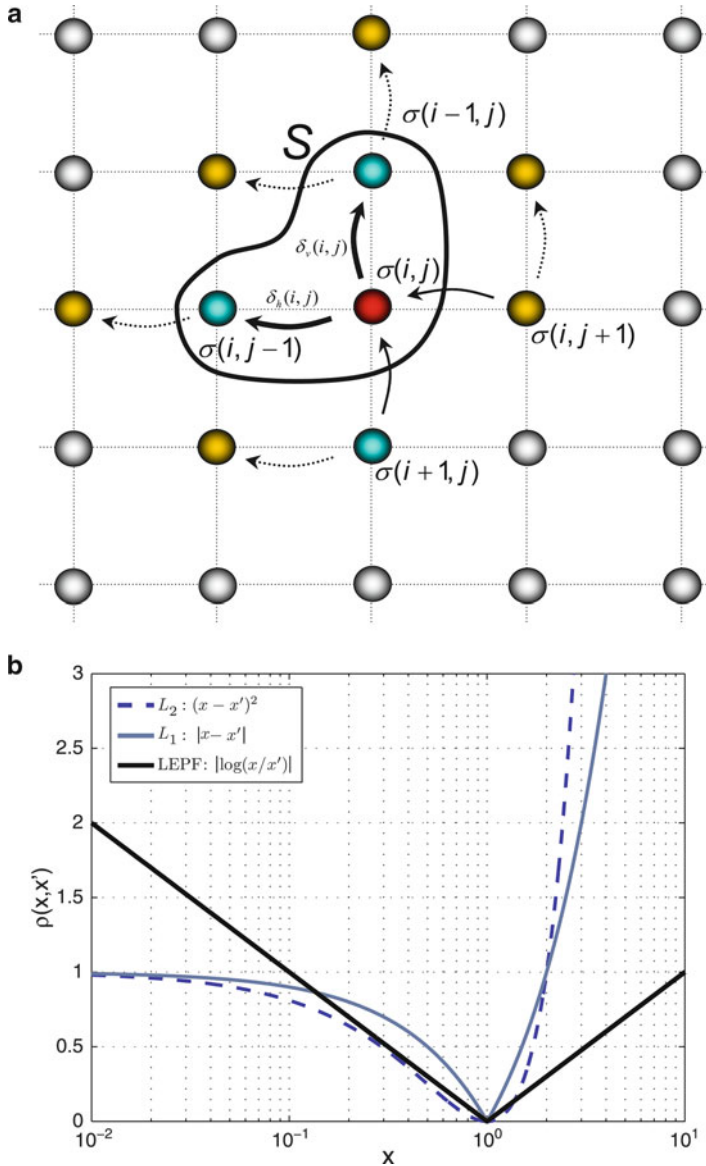 a
σ(i−1, j)
S
δᵥ(i, j)
σ(i, j)
δₕ(i, j)
σ(i, j−1)
σ(i, j+1)
σ(i+1, j)
b
3
L₂ : (x − x′)²
L₁ : |x − x′|
LEPF: |log(x/x′)|
2.5
2
1.5
1
0.5
0
ρ(x,x')
10⁻²
10⁻¹
10⁰
10¹
x